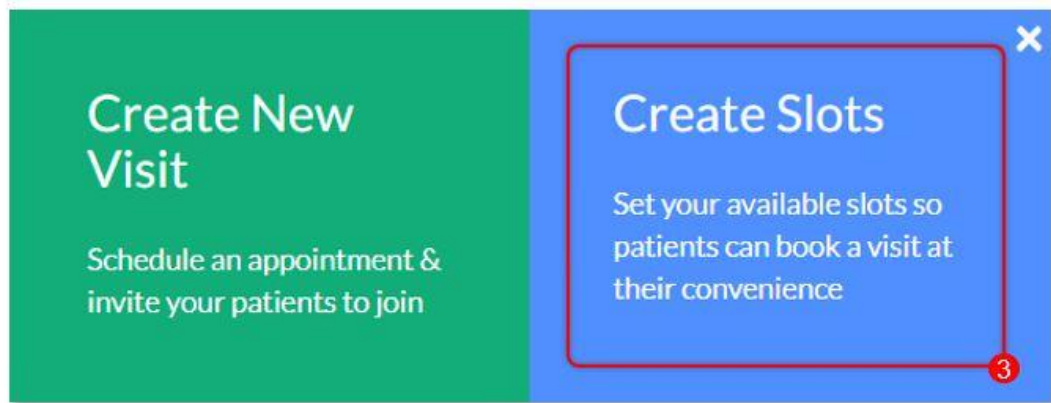 Create New
Visit
Schedule an appointment &
invite your patients to join
Create Slots
Set your available slots so
patients can book a visit at
their convenience
3